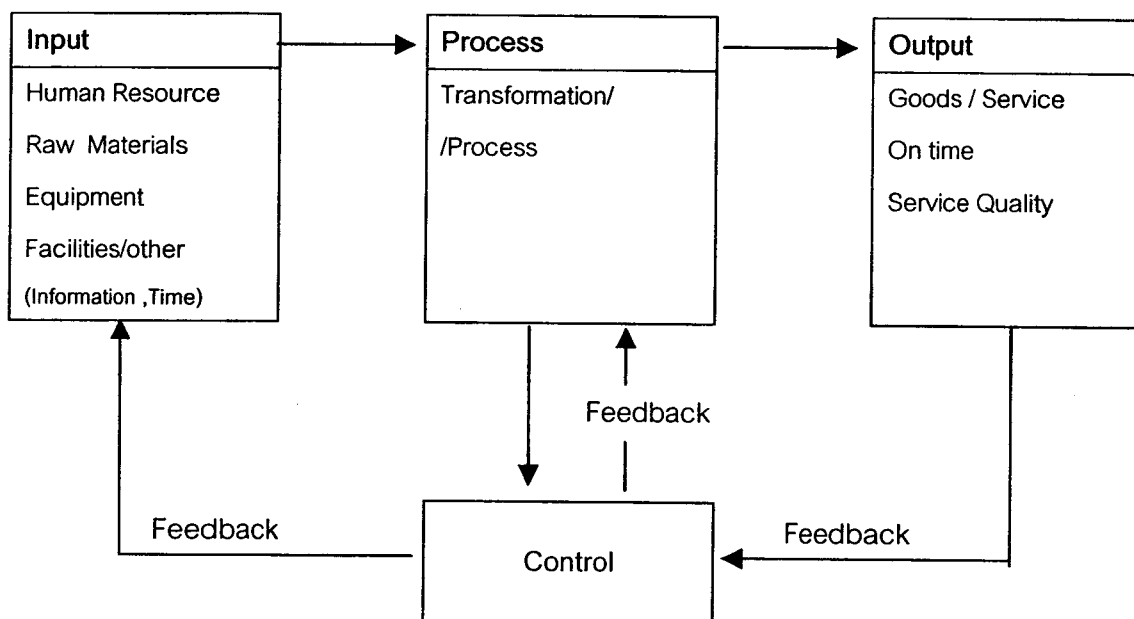 Input
Human Resource
Raw Materials
Equipment
Facilities/other
(Information ,Time)
Process
Transformation/
/Process
Output
Goods / Service
On time
Service Quality
Feedback
Feedback
Feedback
Control